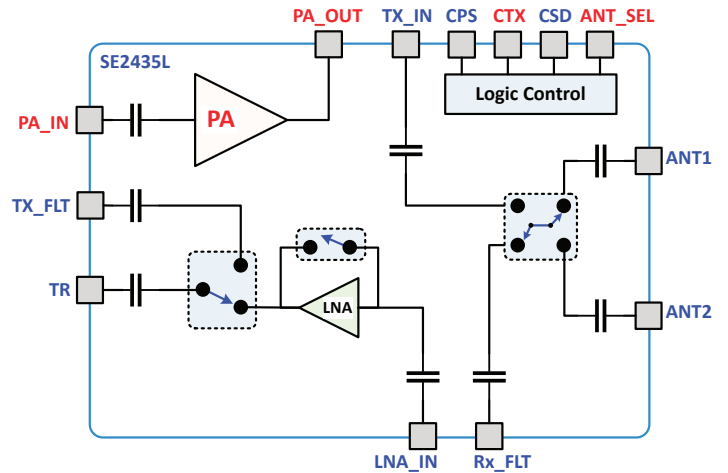 PA_OUT TX_IN CPS CTX CSD ANT_SEL
SE2435L
Logic Control
PA
PA_IN
ANT1
TX_FLT
TR
LNA
ANT2
LNA_IN Rx_FLT